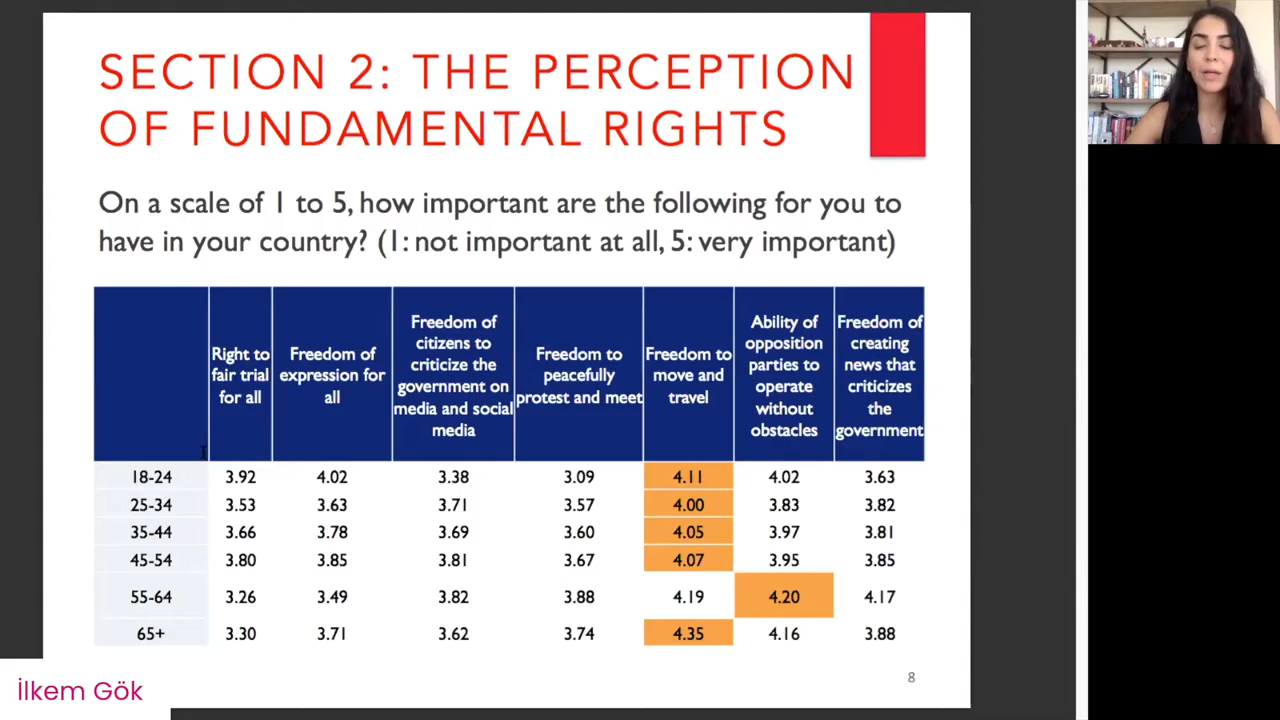 SECTION 2: THE PERCEPTION
OF FUNDAMENTAL RIGHTS
On a scale of 1 to 5, how important are the following for you to
have in your country? (1: not important at all, 5: very important)
Right to
fair trial
for all
Freedom of
expression for
all
Freedom of
citizens to
criticize the
government on
media and social
media
Freedom to
peacefully
protest and meet
Freedom to
move and
travel
Ability of
opposition
parties to
operate
without
obstacles
Freedom of
creating
news that
criticizes
the
government
18-24 3.92 4.02 3.38 3.09 4.11 4.02 3.63
25-34 3.53 3.63 3.71 3.57 4.00 3.83 3.82
35-44 3.66 3.78 3.69 3.60 4.05 3.97 3.81
45-54 3.80 3.85 3.81 3.67 4.07 3.95 3.85
55-64 3.26 3.49 3.82 3.88 4.19 4.20 4.17
65+ 3.30 3.71 3.62 3.74 4.35 4.16 3.88
8
İlkem Gök